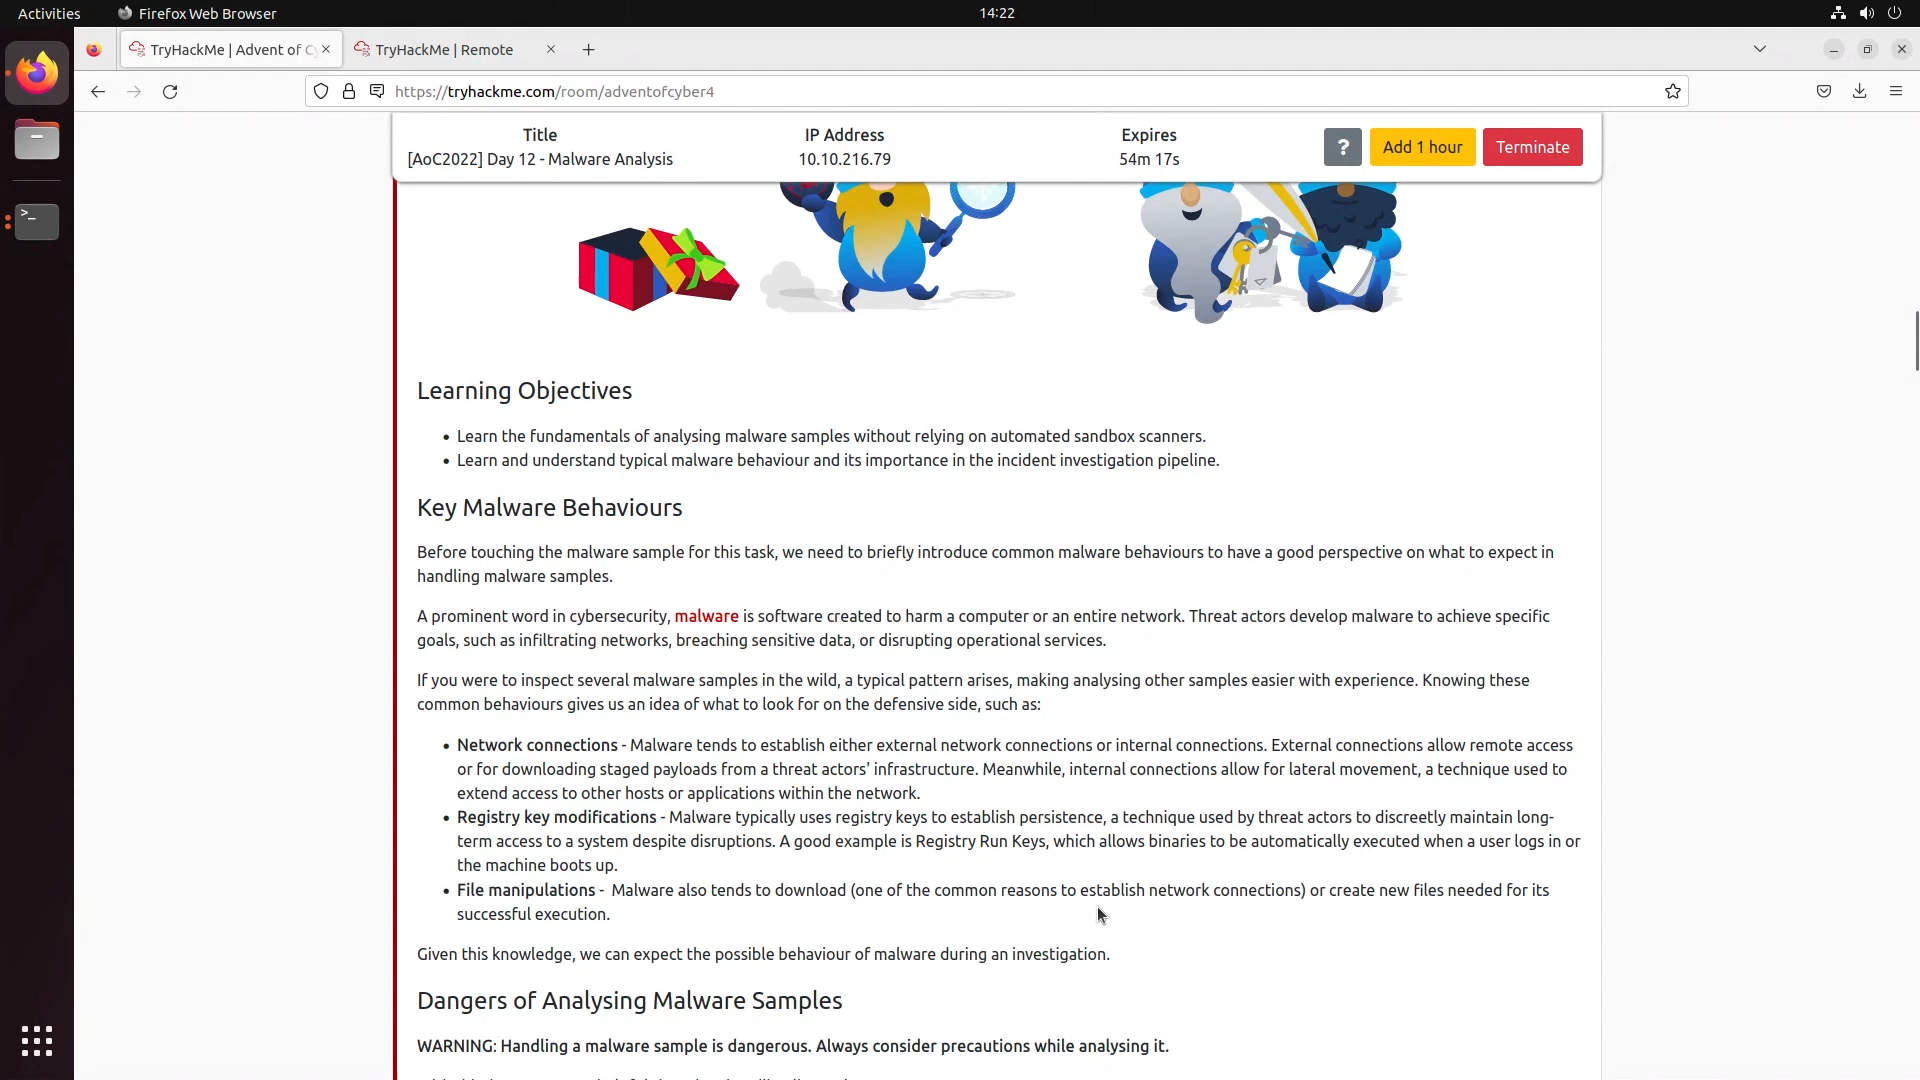 Activities
Firefox Web Browser
14:22
TryHackMe | Advent of Cy
TryHackMe | Remote
https://tryhackme.com/room/adventofcyber4
Title
IP Address
Expires
[AoC2022] Day 12 - Malware Analysis
10.10.216.79
54m 17s
?
Add 1 hour
Terminate
Learning Objectives
• Learn the fundamentals of analysing malware samples without relying on automated sandbox scanners.
• Learn and understand typical malware behaviour and its importance in the incident investigation pipeline.
Key Malware Behaviours
Before touching the malware sample for this task, we need to briefly introduce common malware behaviours to have a good perspective on what to expect in
handling malware samples.
A prominent word in cybersecurity, malware is software created to harm a computer or an entire network. Threat actors develop malware to achieve specific
goals, such as infiltrating networks, breaching sensitive data, or disrupting operational services.
If you were to inspect several malware samples in the wild, a typical pattern arises, making analysing other samples easier with experience. Knowing these
common behaviours gives us an idea of what to look for on the defensive side, such as:
• Network connections - Malware tends to establish either external network connections or internal connections. External connections allow remote access
or for downloading staged payloads from a threat actors' infrastructure. Meanwhile, internal connections allow for lateral movement, a technique used to
extend access to other hosts or applications within the network.
• Registry key modifications - Malware typically uses registry keys to establish persistence, a technique used by threat actors to discreetly maintain long-
term access to a system despite disruptions. A good example is Registry Run Keys, which allows binaries to be automatically executed when a user logs in or
the machine boots up.
• File manipulations - Malware also tends to download (one of the common reasons to establish network connections) or create new files needed for its
successful execution.
Given this knowledge, we can expect the possible behaviour of malware during an investigation.
Dangers of Analysing Malware Samples
WARNING: Handling a malware sample is dangerous. Always consider precautions while analysing it.